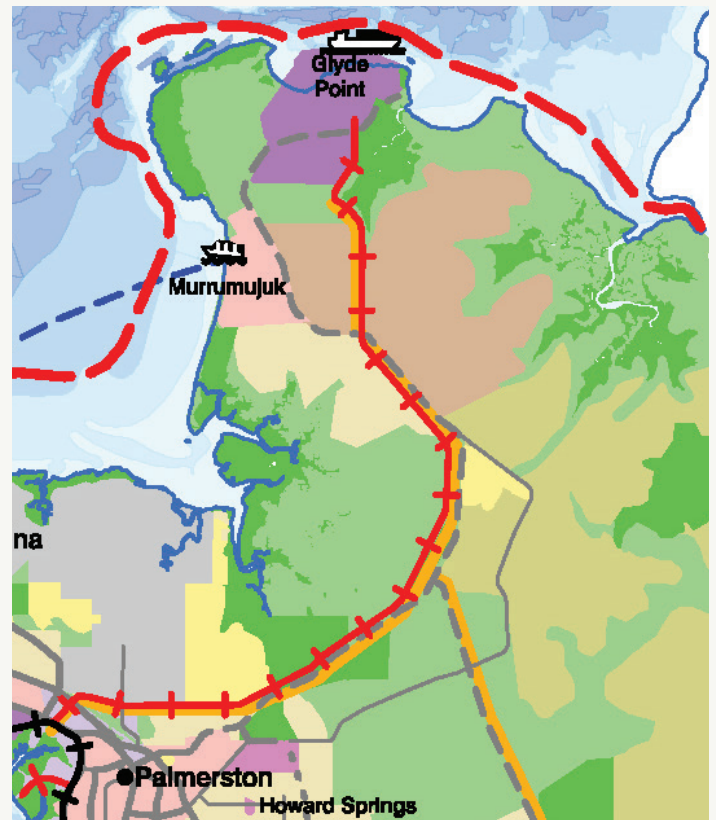 Glyde
Point
Murrumujuk
na
Palmerston
Howard Springs